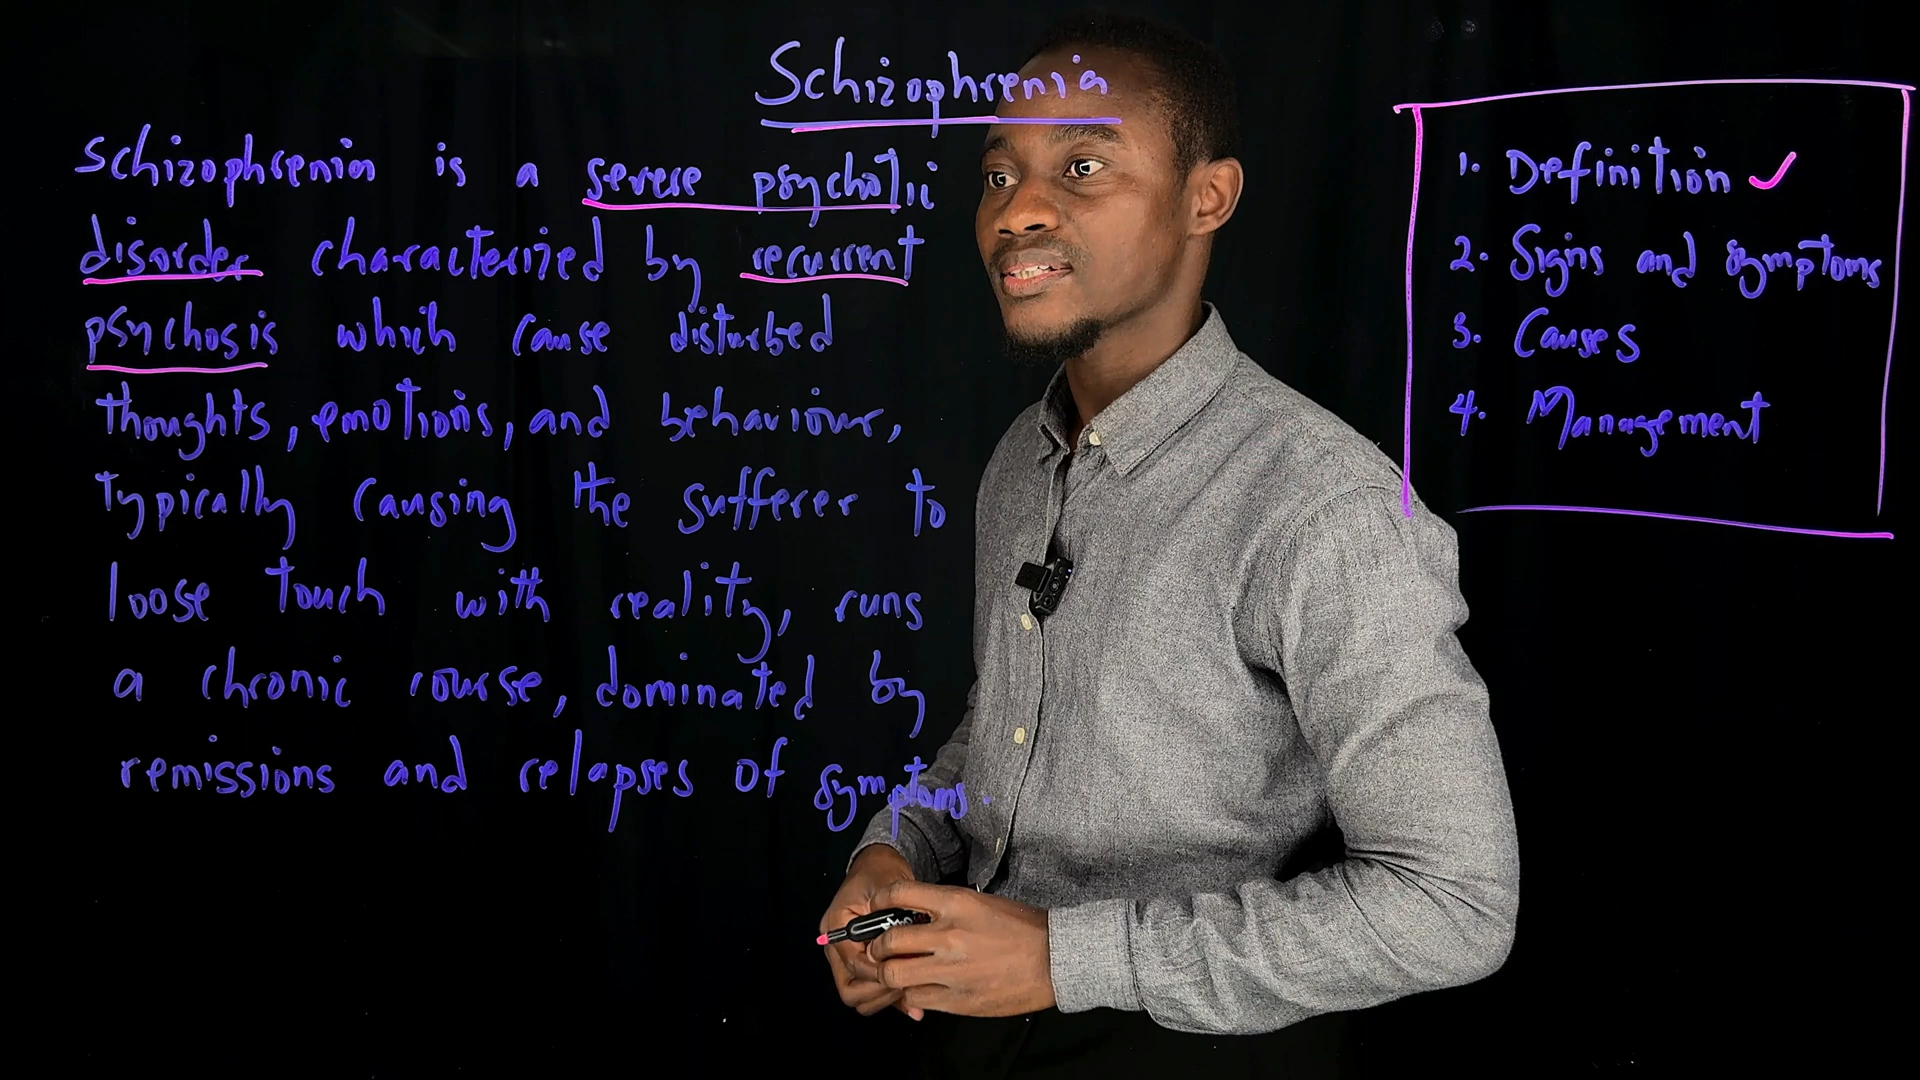 Schizophrenia
Schizophrenia is a severe psychotic
disorder characterized by recurrent
psychosis which cause disturbed
thoughts, emotions, and behaviour,
typically causing the sufferer to
loose touch with reality, runs
a chronic course, dominated by
remissions and relapses of symptoms.
1. Definition ✓
2. Signs and symptoms
3. Causes
4. Management